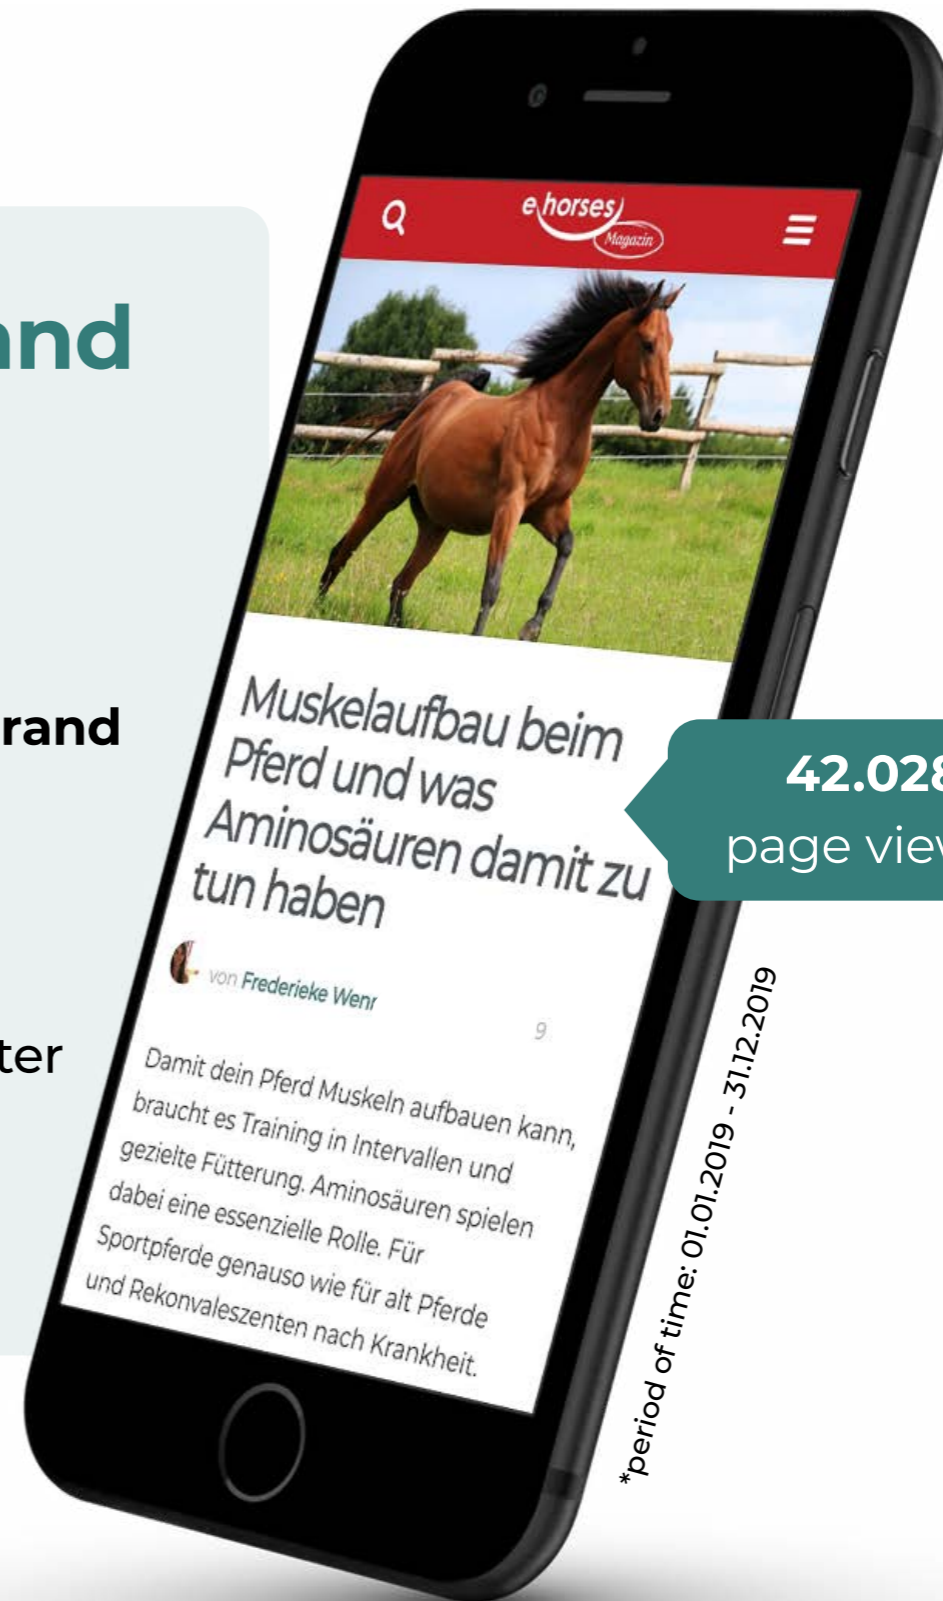 and
rand
ter
e horses
Magazin
Muskelaufbau beim
Pferd und was
Aminosäuren damit zu
tun haben
von Frederieke Wenr
9
Damit dein Pferd Muskeln aufbauen kann,
braucht es Training in Intervallen und
gezielte Fütterung. Aminosäuren spielen
dabei eine essenzielle Rolle. Für
Sportpferde genauso wie für alt Pferde
und Rekonvaleszenten nach Krankheit.
42.028
page view
*period of time: 01.01.2019 - 31.12.2019